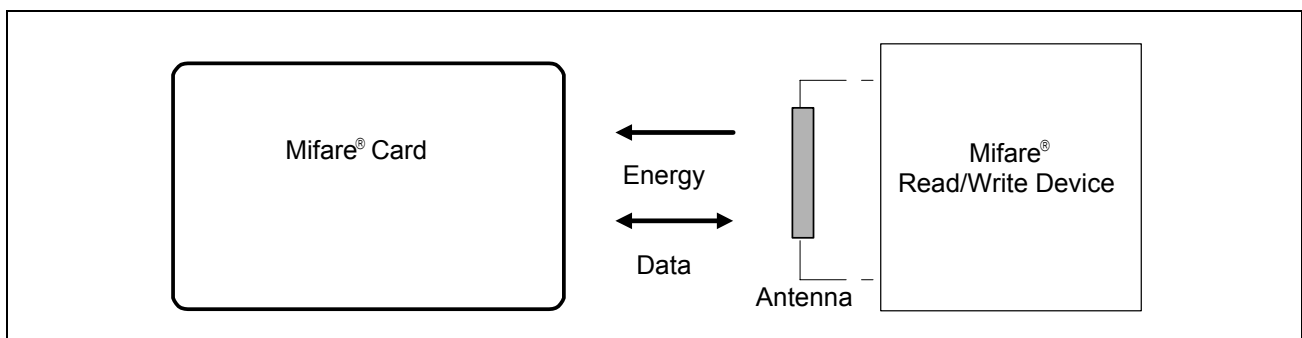 Mifare® Card
Energy
Data
Antenna
Mifare®
Read/Write Device